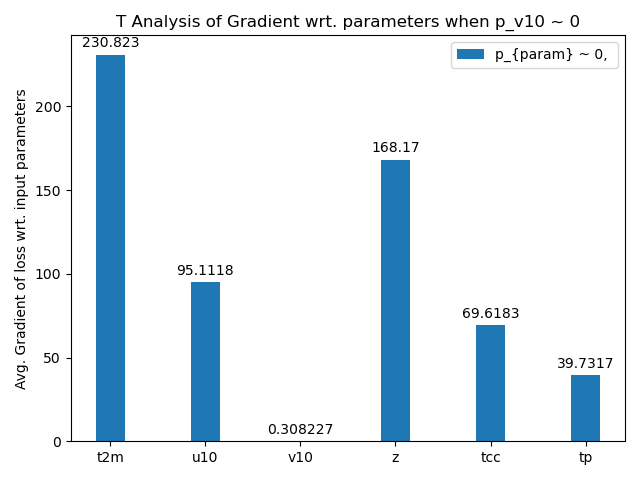 T Analysis of Gradient wrt. parameters when p_v10 ~ 0
p_{param} ~ 0,
Avg. Gradient of loss wrt. input parameters
230.823
95.1118
0.308227
168.17
69.6183
39.7317
200
150
100
50
0
t2m u10 v10 z tcc tp